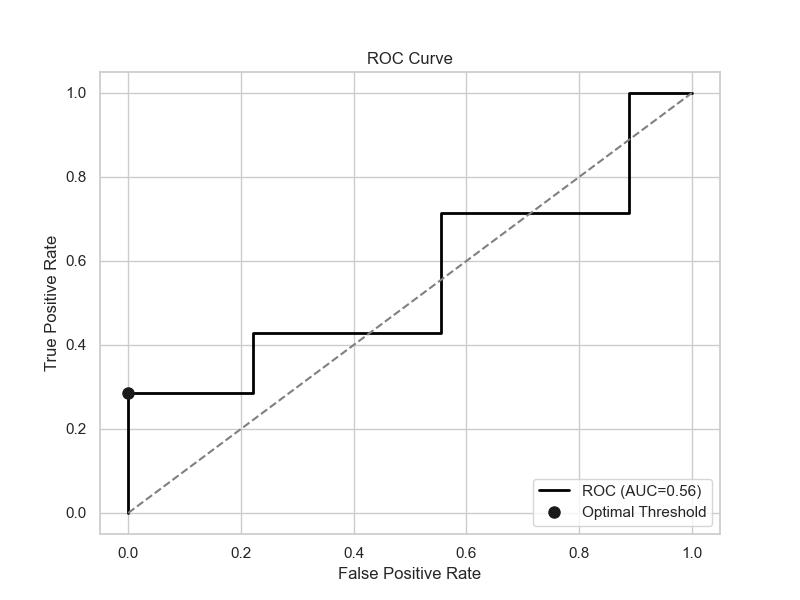 ROC Curve
True Positive Rate
1.0
0.8
0.6
0.4
0.2
0.0
ROC (AUC=0.56)
Optimal Threshold
0.0 0.2 0.4 0.6 0.8 1.0
False Positive Rate